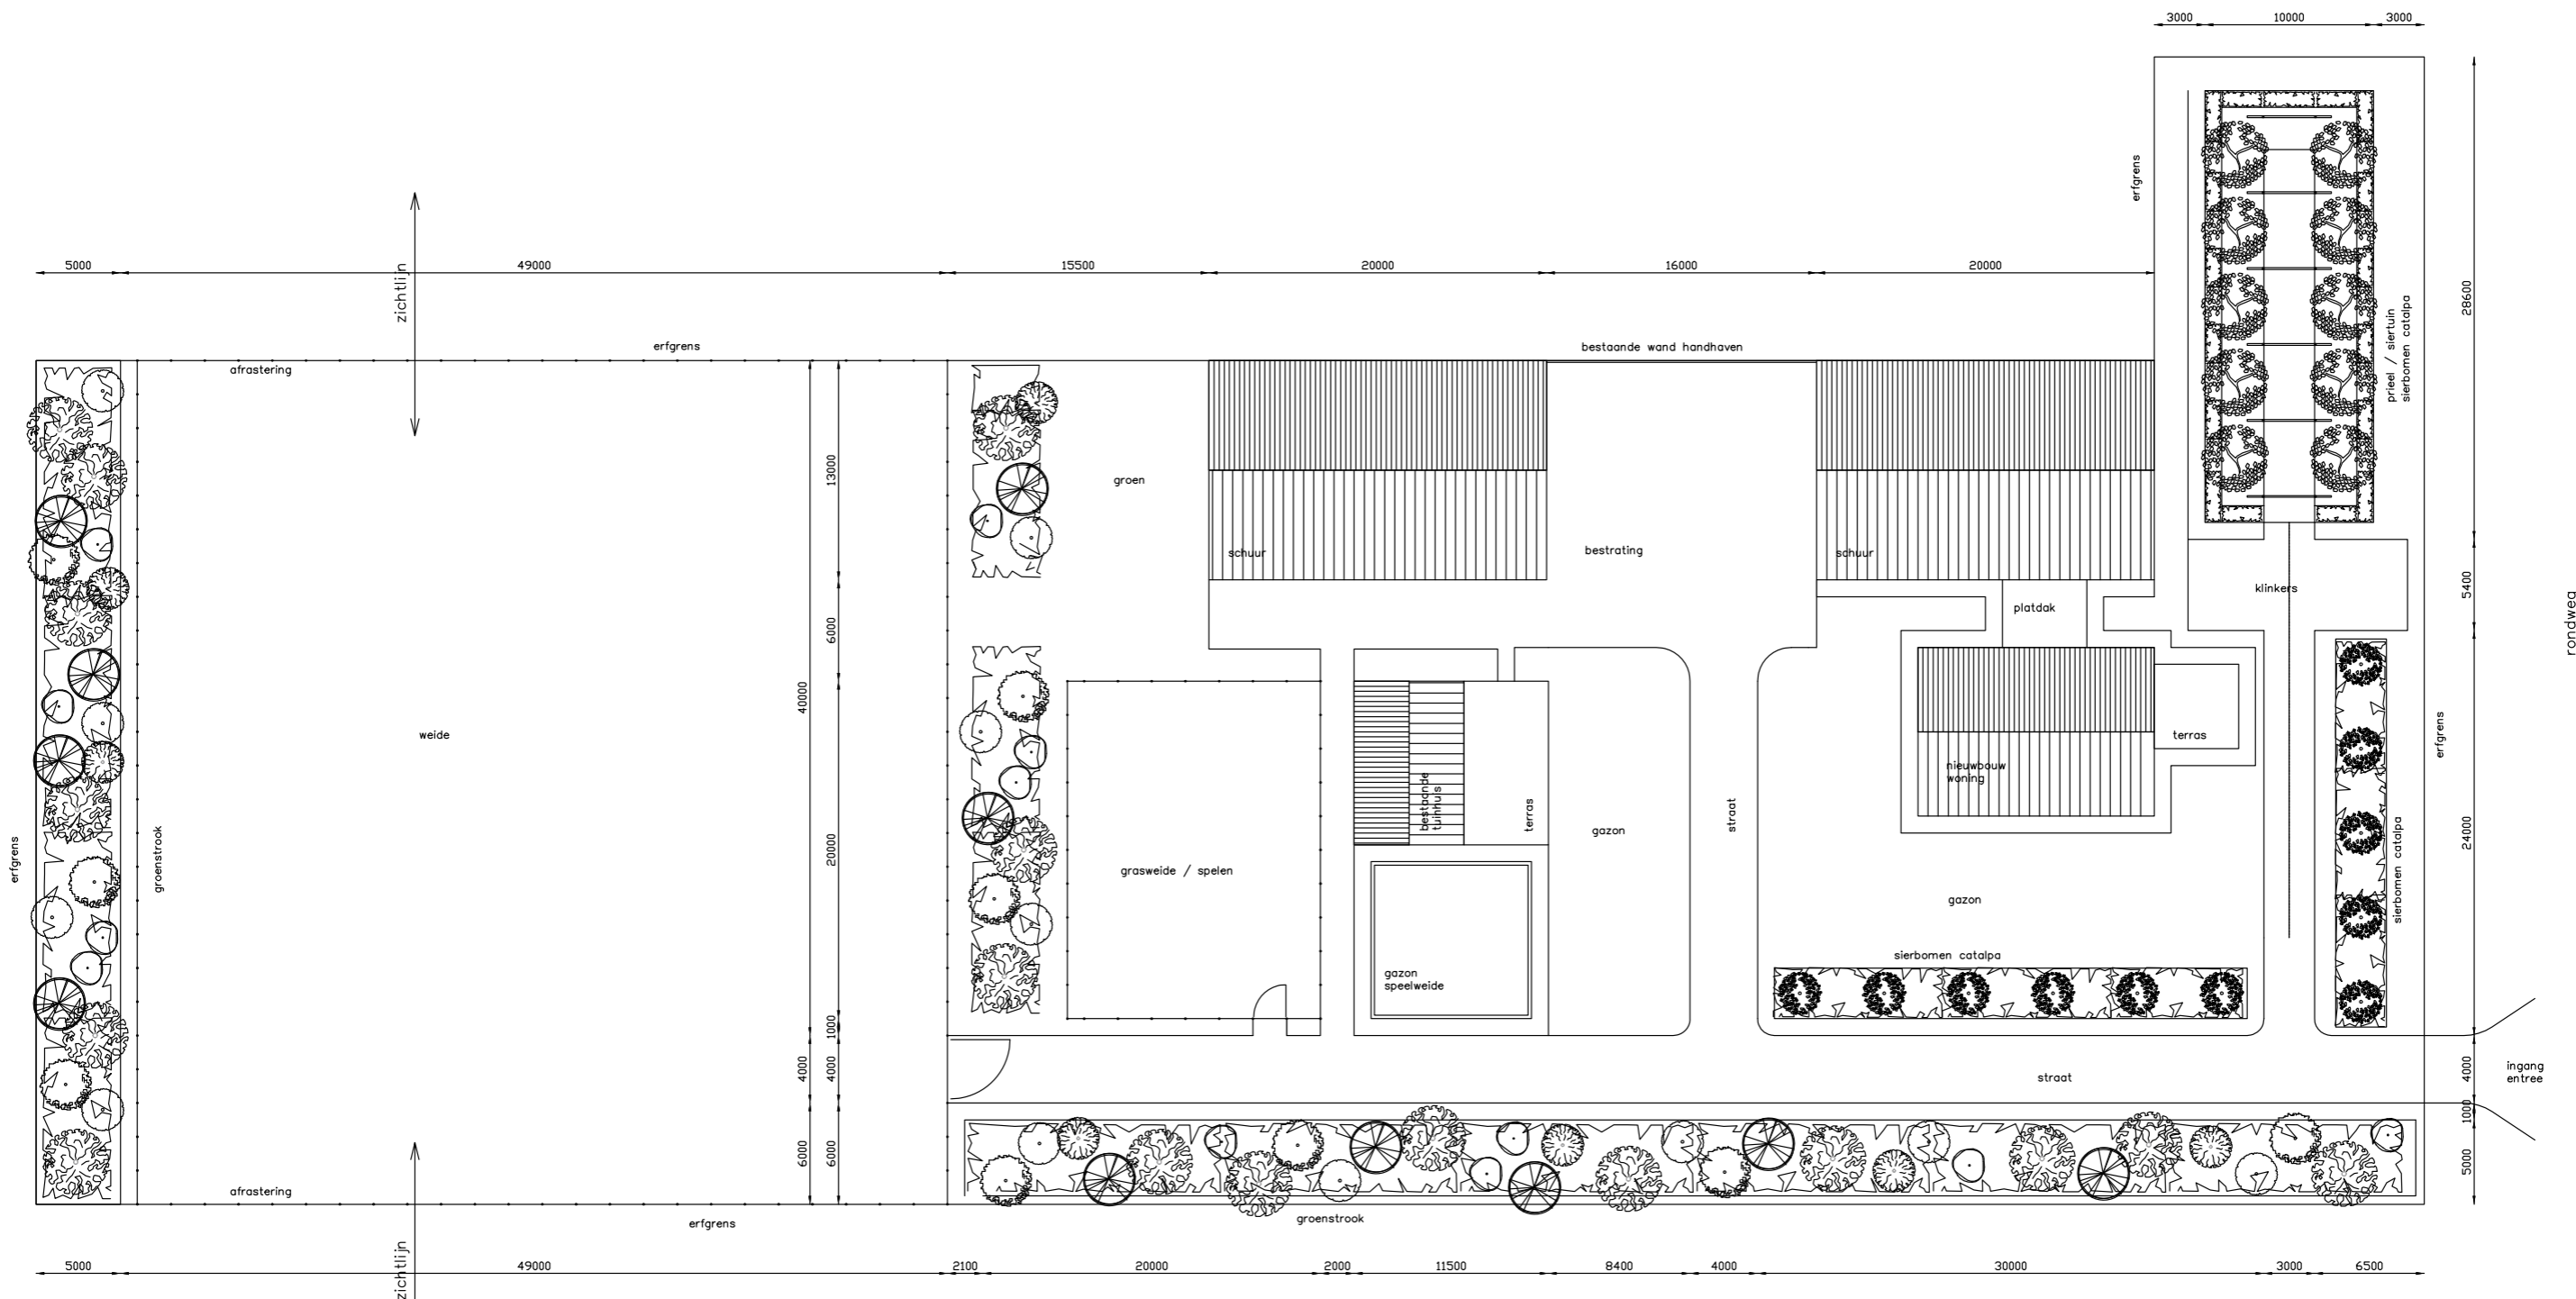 3000
10000
3000
erfgrens
zichtlijn
5000
49000
15500
20000
16000
20000
28600
prieel / siertuin
sierbomen catalpa
erfgrens
bestaande wand handhaven
afrastering
13000
groen
schuur
bestrating
schuur
klinkers
5400
platdak
rondweg
6000
40000
weide
terras
erfgrens
nieuwbouw
woning
bestaande
tuinhuis
terras
straat
gazon
20000
24000
erfgrens
groenstrook
grasweide / spelen
sierbomen catalpa
gazon
sierbomen catalpa
gazon
speelweide
1000
4000
4000
straat
4000
ingang
entree
1000
6000
6000
5000
afrastering
erfgrens
groenstrook
zichtlijn
5000
49000
2100
20000
2000
11500
8400
4000
30000
3000
6500